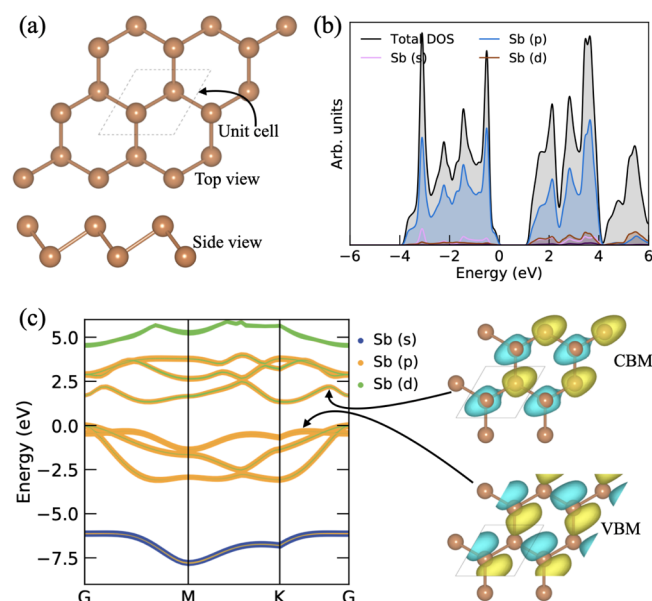 (a)
Unit cell
Top view
Side view
(b)
Total DOS
Sb (s)
Sb (p)
Sb (d)
Arb. units
−6 −4 −2 0 2 4 6
Energy (eV)
(c)
5.0
2.5
0.0
−2.5
−5.0
−7.5
Energy (eV)
G M K G
Sb (s)
Sb (p)
Sb (d)
CBM
VBM